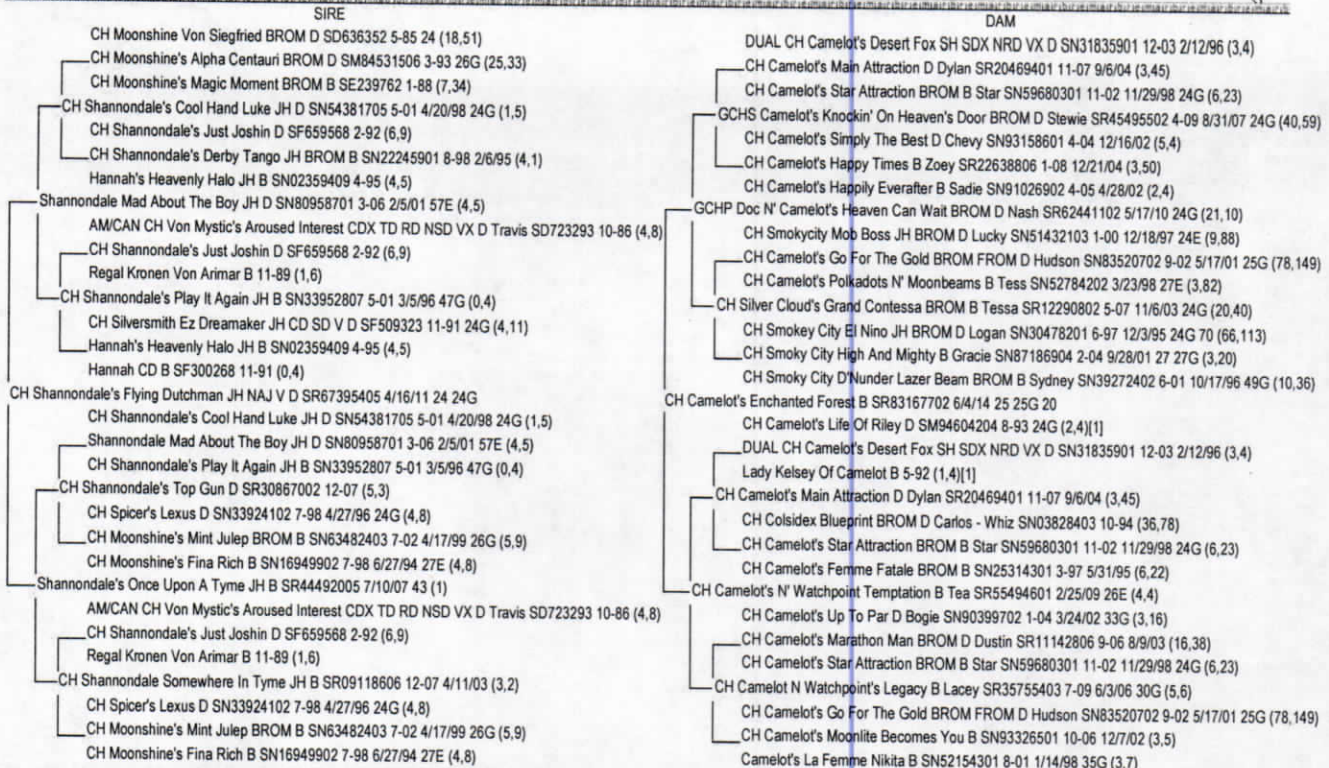 SIRE
CH Moonshine Von Siegfried BROM D SD636352 5-85 24 (18,51)
CH Moonshine's Alpha Centauri BROM D SM84531506 3-93 26G (25,33)
CH Moonshine's Magic Moment BROM B SE239762 1-88 (7,34)
CH Shannondale's Cool Hand Luke JH D SN54381705 5-01 4/20/98 24G (1,5)
CH Shannondale's Just Joshin D SF659568 2-92 (6,9)
CH Shannondale's Derby Tango JH BROM B SN22245901 8-98 2/6/95 (4,1)
Hannah's Heavenly Halo JH B SN02359409 4-95 (4,5)
Shannondale Mad About The Boy JH D SN80958701 3-06 2/5/01 57E (4,5)
AM/CAN CH Von Mystic's Aroused Interest CDX TD RD NSD VX D Travis SD723293 10-86 (4,8)
CH Shannondale's Just Joshin D SF659568 2-92 (6,9)
Regal Kronen Von Arimar B 11-89 (1,6)
CH Shannondale's Play It Again JH B SN33952807 5-01 3/5/96 47G (0,4)
CH Silversmith Ez Dreamaker JH CD SD V D SF509323 11-91 24G (4,11)
Hannah's Heavenly Halo JH B SN02359409 4-95 (4,5)
Hannah CD B SF300268 11-91 (0,4)
CH Shannondale's Flying Dutchman JH NAJ V D SR67395405 4/16/11 24 24G
CH Shannondale's Cool Hand Luke JH D SN54381705 5-01 4/20/98 24G (1,5)
Shannondale Mad About The Boy JH D SN80958701 3-06 2/5/01 57E (4,5)
CH Shannondale's Play It Again JH B SN33952807 5-01 3/5/96 47G (0,4)
CH Shannondale's Top Gun D SR30867002 12-07 (5,3)
CH Spicer's Lexus D SN33924102 7-98 4/27/96 24G (4,8)
CH Moonshine's Mint Julep BROM B SN63482403 7-02 4/17/99 26G (5,9)
CH Moonshine's Fina Rich B SN16949902 7-98 6/27/94 27E (4,8)
Shannondale's Once Upon A Tyme JH B SR44492005 7/10/07 43 (1)
AM/CAN CH Von Mystic's Aroused Interest CDX TD RD NSD VX D Travis SD723293 10-86 (4,8)
CH Shannondale's Just Joshin D SF659568 2-92 (6,9)
Regal Kronen Von Arimar B 11-89 (1,6)
CH Shannondale Somewhere In Tyme JH B SR09118606 12-07 4/11/03 (3,2)
CH Spicer's Lexus D SN33924102 7-98 4/27/96 24G (4,8)
CH Moonshine's Mint Julep BROM B SN63482403 7-02 4/17/99 26G (5,9)
CH Moonshine's Fina Rich B SN16949902 7-98 6/27/94 27E (4,8)
DAM
DUAL CH Camelot's Desert Fox SH SDX NRD VX D SN31835901 12-03 2/12/96 (3,4)
CH Camelot's Main Attraction D Dylan SR20469401 11-07 9/6/04 (3,45)
CH Camelot's Star Attraction BROM B Star SN59680301 11-02 11/29/98 24G (6,23)
GCHS Camelot's Knockin' On Heaven's Door BROM D Stewie SR45495502 4-09 8/31/07 24G (40,59)
CH Camelot's Simply The Best D Chevy SN93158601 4-04 12/16/02 (5,4)
CH Camelot's Happy Times B Zoey SR22638806 1-08 12/21/04 (3,50)
CH Camelot's Happily Everafter B Sadie SN91026902 4-05 4/28/02 (2,4)
GCHP Doc N' Camelot's Heaven Can Wait BROM D Nash SR62441102 5/17/10 24G (21,10)
CH Smokycity Mob Boss JH BROM D Lucky SN51432103 1-00 12/18/97 24E (9,88)
CH Camelot's Go For The Gold BROM FROM D Hudson SN83520702 9-02 5/17/01 25G (78,149)
CH Camelot's Polkadots N' Moonbeams B Tess SN52784202 3/23/98 27E (3,82)
CH Silver Cloud's Grand Contessa BROM B Tessa SR12290802 5-07 11/6/03 24G (20,40)
CH Smokey City El Nino JH BROM D Logan SN30478201 6-97 12/3/95 24G 70 (66,113)
CH Smoky City High And Mighty B Gracie SN87186904 2-04 9/28/01 27 27G (3,20)
CH Smoky City D'Nunder Lazer Beam BROM B Sydney SN39272402 6-01 10/17/96 49G (10,36)
CH Camelot's Enchanted Forest B SR83167702 6/4/14 25 25G 20
CH Camelot's Life Of Riley D SM94604204 8-93 24G (2,4)[1]
DUAL CH Camelot's Desert Fox SH SDX NRD VX D SN31835901 12-03 2/12/96 (3,4)
Lady Kelsey Of Camelot B 5-92 (1,4)[1]
CH Camelot's Main Attraction D Dylan SR20469401 11-07 9/6/04 (3,45)
CH Colsidex Blueprint BROM D Carlos - Whiz SN03828403 10-94 (36,78)
CH Camelot's Star Attraction BROM B Star SN59680301 11-02 11/29/98 24G (6,23)
CH Camelot's Femme Fatale BROM B SN25314301 3-97 5/31/95 (6,22)
CH Camelot's N' Watchpoint Temptation B Tea SR55494601 2/25/09 26E (4,4)
CH Camelot's Up To Par D Bogie SN90399702 1-04 3/24/02 33G (3,16)
CH Camelot's Marathon Man BROM D Dustin SR11142806 9-06 8/9/03 (16,38)
CH Camelot's Star Attraction BROM B Star SN59680301 11-02 11/29/98 24G (6,23)
CH Camelot N Watchpoint's Legacy B Lacey SR35755403 7-09 6/3/06 30G (5,6)
CH Camelot's Go For The Gold BROM FROM D Hudson SN83520702 9-02 5/17/01 25G (78,149)
CH Camelot's Moonlite Becomes You B SN93326501 10-06 12/7/02 (3,5)
Camelot's La Femme Nikita B SN52154301 8-01 1/14/98 35G (3,7)